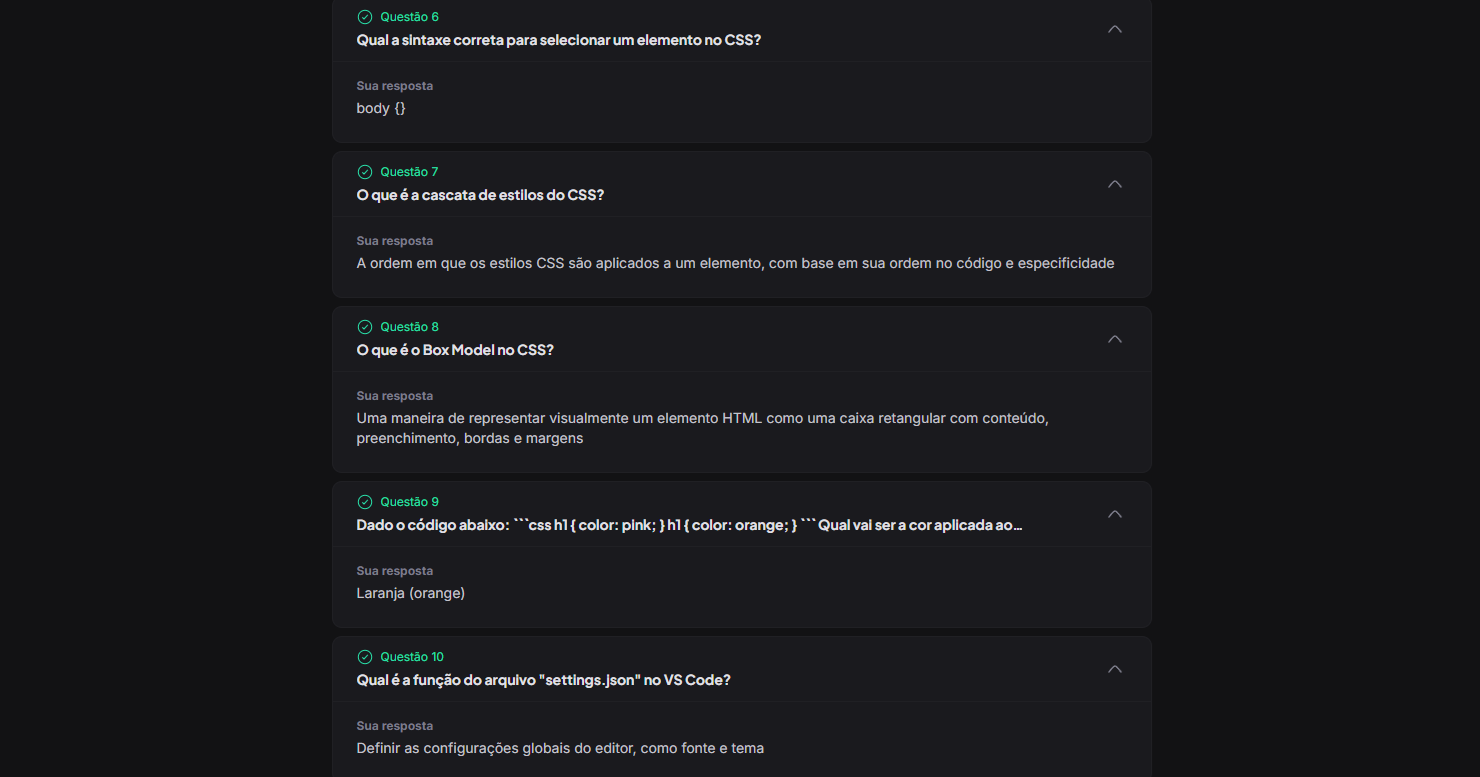 Questão 6
Qual a sintaxe correta para selecionar um elemento no CSS?
Sua resposta
body {}
Questão 7
O que é a cascata de estilos do CSS?
Sua resposta
A ordem em que os estilos CSS são aplicados a um elemento, com base em sua ordem no código e especificidade
Questão 8
O que é o Box Model no CSS?
Sua resposta
Uma maneira de representar visualmente um elemento HTML como uma caixa retangular com conteúdo,
preenchimento, bordas e margens
Questão 9
Dado o código abaixo: ```css h1 { color: pink; } h1 { color: orange; } ``` Qual vai ser a cor aplicada ao...
Sua resposta
Laranja (orange)
Questão 10
Qual é a função do arquivo "settings.json" no VS Code?
Sua resposta
Definir as configurações globais do editor, como fonte e tema